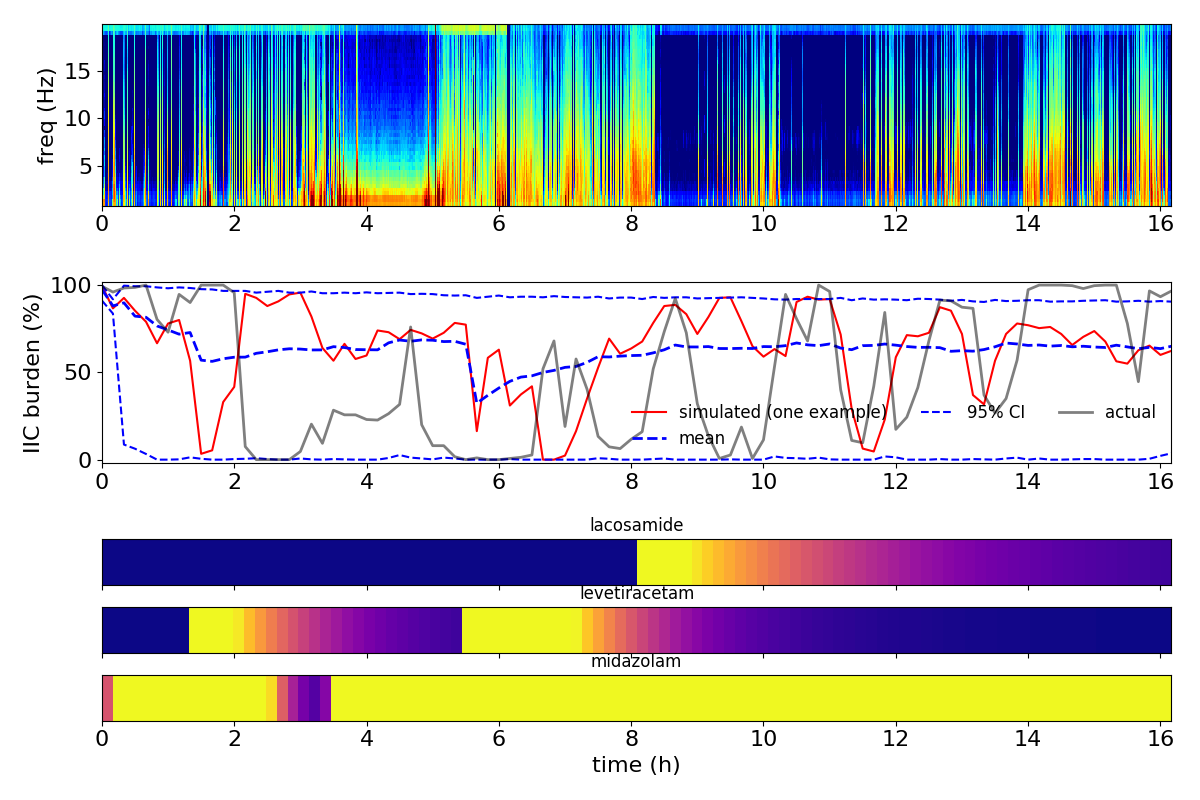 freq (Hz)
15
10
5
0 2 4 6 8 10 12 14 16
IIC burden (%)
100
50
0
simulated (one example)
mean
95% CI
actual
0 2 4 6 8 10 12 14 16
lacosamide
levetiracetam
midazolam
0 2 4 6 8 10 12 14 16
time (h)